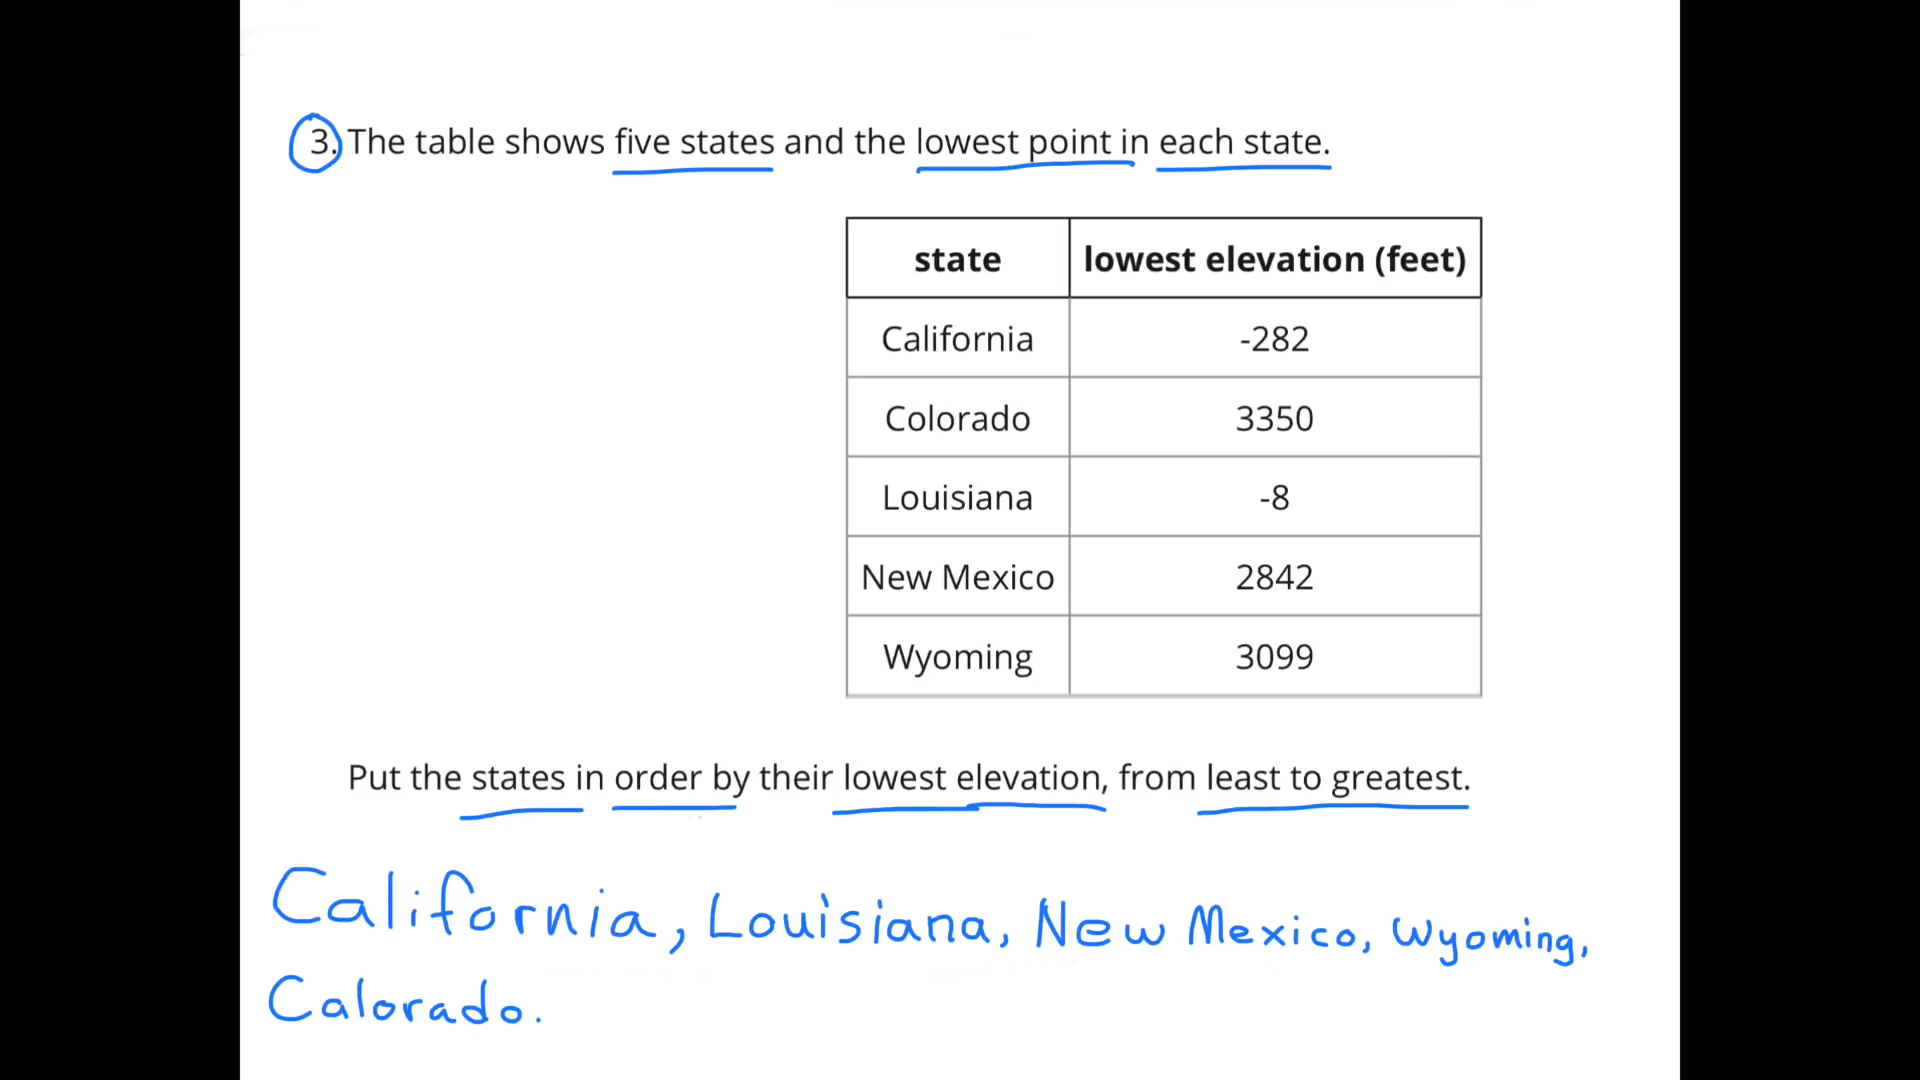 3. The table shows five states and the lowest point in each state.
state lowest elevation (feet)
California -282
Colorado 3350
Louisiana -8
New Mexico 2842
Wyoming 3099
Put the states in order by their lowest elevation, from least to greatest.
California, Louisiana, New Mexico, Wyoming,
Calorado.